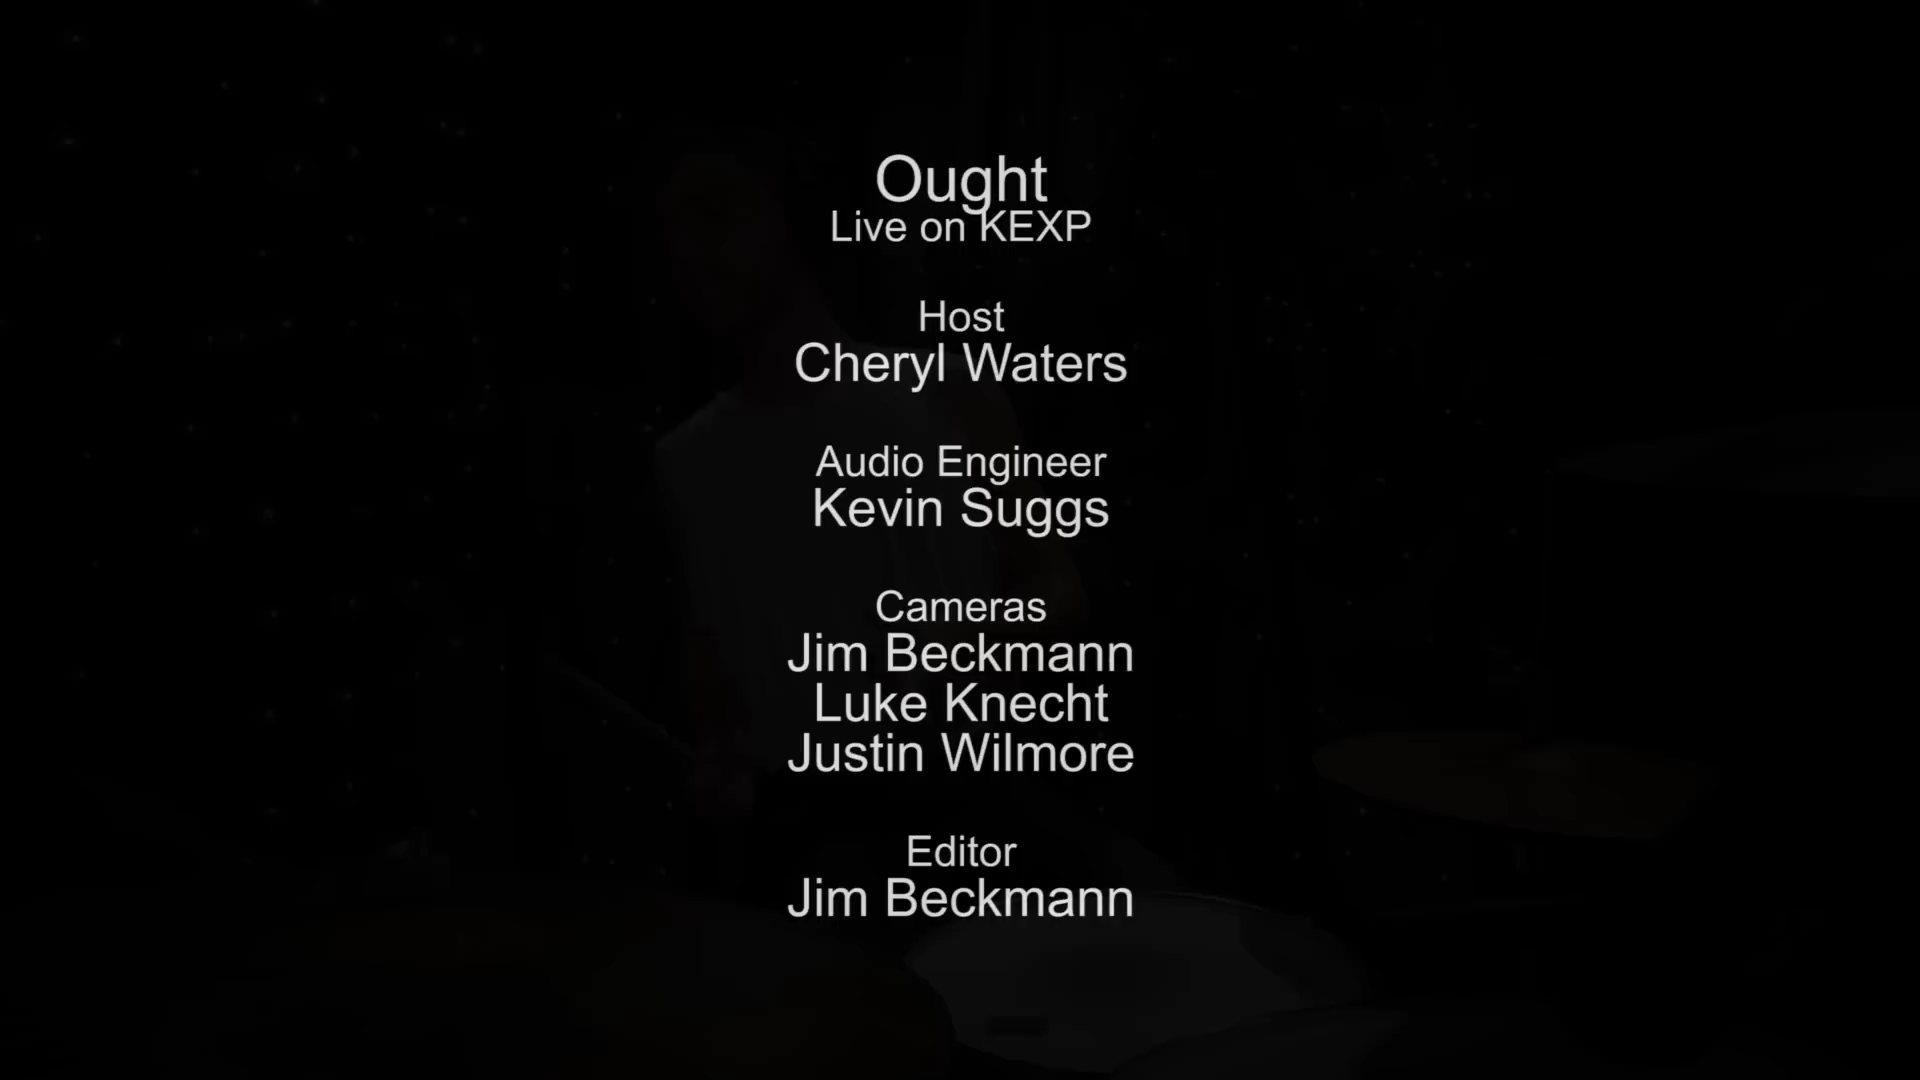 Ought
Live on KEXP
Host
Cheryl Waters
Audio Engineer
Kevin Suggs
Cameras
Jim Beckmann
Luke Knecht
Justin Wilmore
Editor
Jim Beckmann